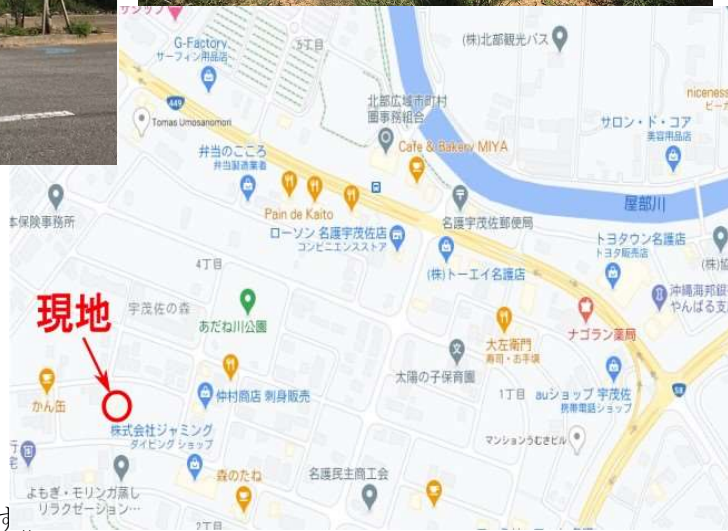 サジップ
G-Factory
サーフィン用品店
5丁目
(株)北部観光バス
449
Tomas Umosanomori
北部広域市町村
圏事務組合
Cafe & Bakery MIYA
サロン・ド・コア
美容用品店
niceness
ビーカ
弁当のこころ
弁当製造業者
Pain de Kaito
屋部川
本保険事務所
ローソン 名護宇茂佐店
コンビニエンスストア
名護宇茂佐郵便局
トヨタウン名護店
トヨタ販売店
(株)トーエイ名護店
4丁目
(株)協
沖縄海邦銀
やんばる支
現地
宇茂佐の森
あだね川公園
ナゴラン薬局
大左衛門
寿司・お手頃
太陽の子保育園
かん缶
仲村商店 刺身販売
1丁目
auショップ 宇茂佐
携帯電話ショップ
58
株式会社ジャミング
ダイビング ショップ
マンションうむさビル
行
宅
よもぎ・モリンガ蒸し
リラクゼーション…
森のたね
名護民主商工会
2丁目
す